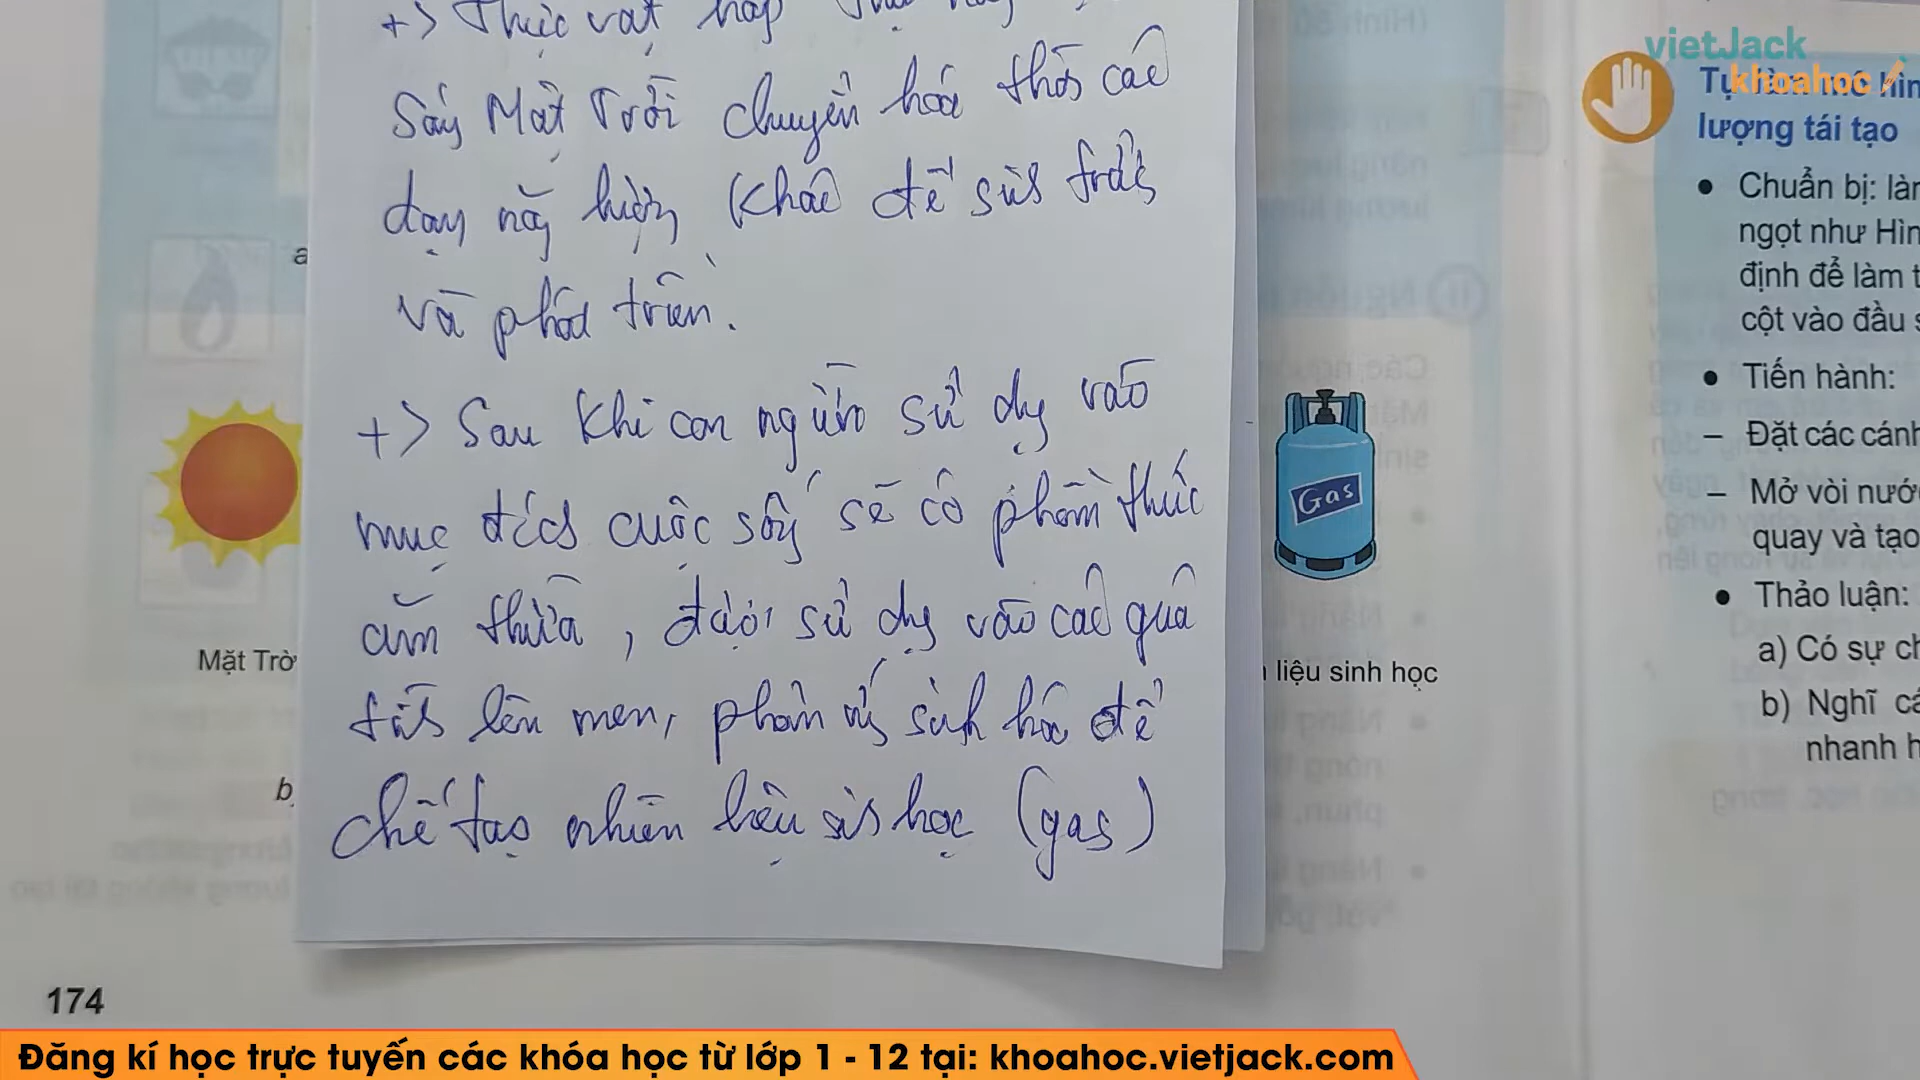 +> Thực vật hấp
Sáng Mặt Trời chuyển hóa thành các
dạng năng lượng khác để sinh trưởng
và phát triển.
+> Sau khi con người sử dụng vào
mục đích cuộc sống sẽ có phần thức
ăn thừa, được sử dụng vào các quá
trình lên men, phản ứng sinh hóa để
chế tạo nhiên liệu sinh học (gas)
a
Mặt Trờ
b
Gas
liệu sinh học
174
vietJack
khoahoc
lượng tái tạo
• Chuẩn bị: làn
ngọt như Hìn
định để làm t
cột vào đầu s
• Tiến hành:
– Đặt các cánh
– Mở vòi nướ
quay và tạo
• Thảo luận:
a) Có sự ch
b) Nghĩ cá
nhanh h
Đăng kí học trực tuyến các khóa học từ lớp 1 - 12 tại: khoahoc.vietjack.com